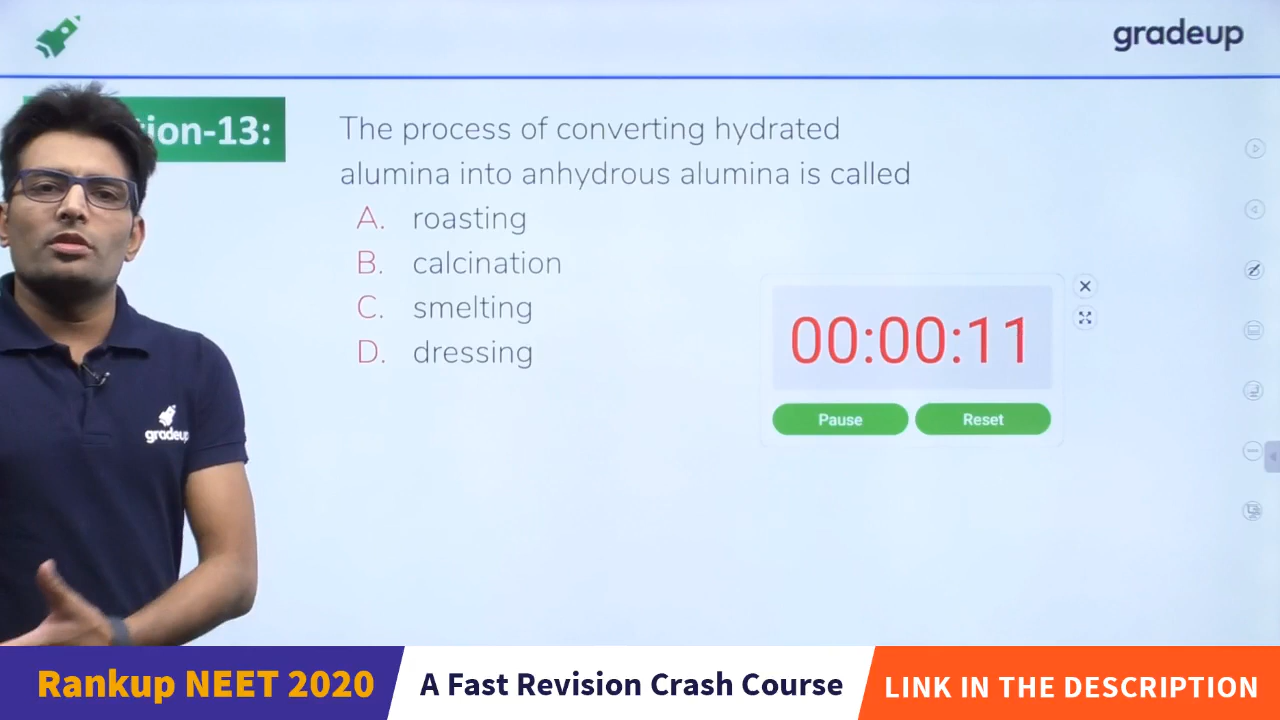 gradeup
tion-13:
The process of converting hydrated
alumina into anhydrous alumina is called
A. roasting
B. calcination
C. smelting
D. dressing
00:00:11
Pause Reset
gradeup
Rankup NEET 2020 A Fast Revision Crash Course LINK IN THE DESCRIPTION